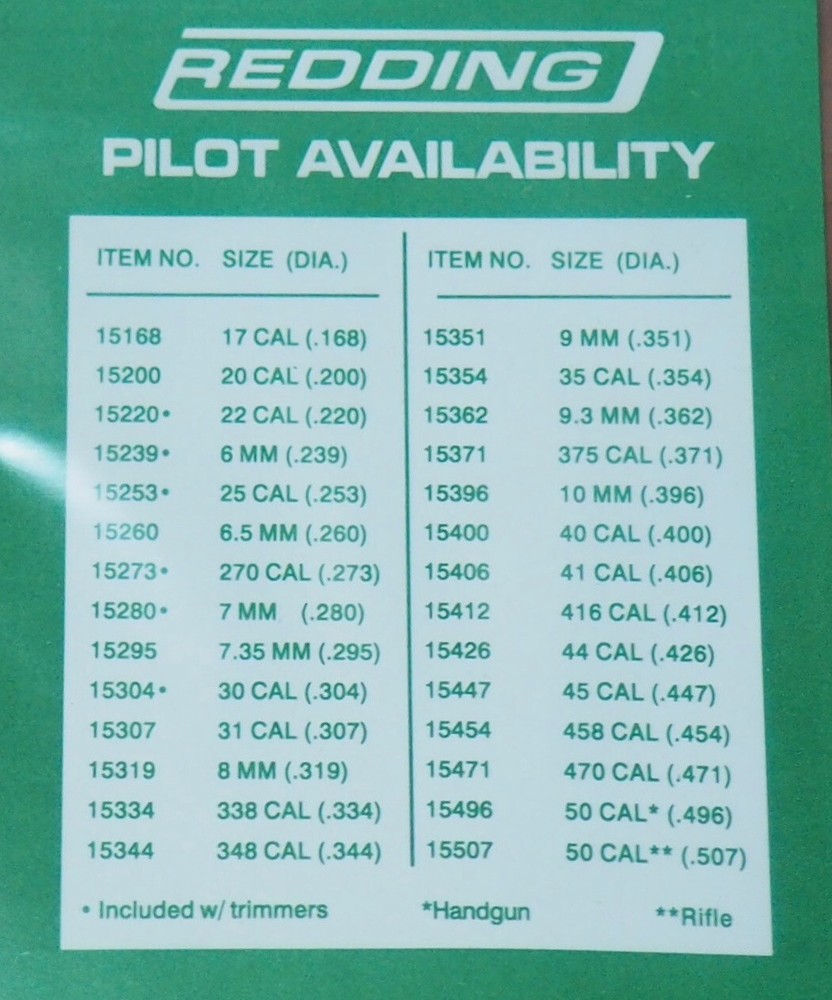 REDDING
PILOT AVAILABILITY
ITEM NO. SIZE (DIA.)
15168 17 CAL (.168)
15200 20 CAL (.200)
15220• 22 CAL (.220)
15239• 6 MM (.239)
15253• 25 CAL (.253)
15260 6.5 MM (.260)
15273• 270 CAL (.273)
15280• 7 MM (.280)
15295 7.35 MM (.295)
15304• 30 CAL (.304)
15307 31 CAL (.307)
15319 8 MM (.319)
15334 338 CAL (.334)
15344 348 CAL (.344)
ITEM NO. SIZE (DIA.)
15351 9 MM (.351)
15354 35 CAL (.354)
15362 9.3 MM (.362)
15371 375 CAL (.371)
15396 10 MM (.396)
15400 40 CAL (.400)
15406 41 CAL (.406)
15412 416 CAL (.412)
15426 44 CAL (.426)
15447 45 CAL (.447)
15454 458 CAL (.454)
15471 470 CAL (.471)
15496 50 CAL* (.496)
15507 50 CAL** (.507)
• Included w/ trimmers *Handgun **Rifle